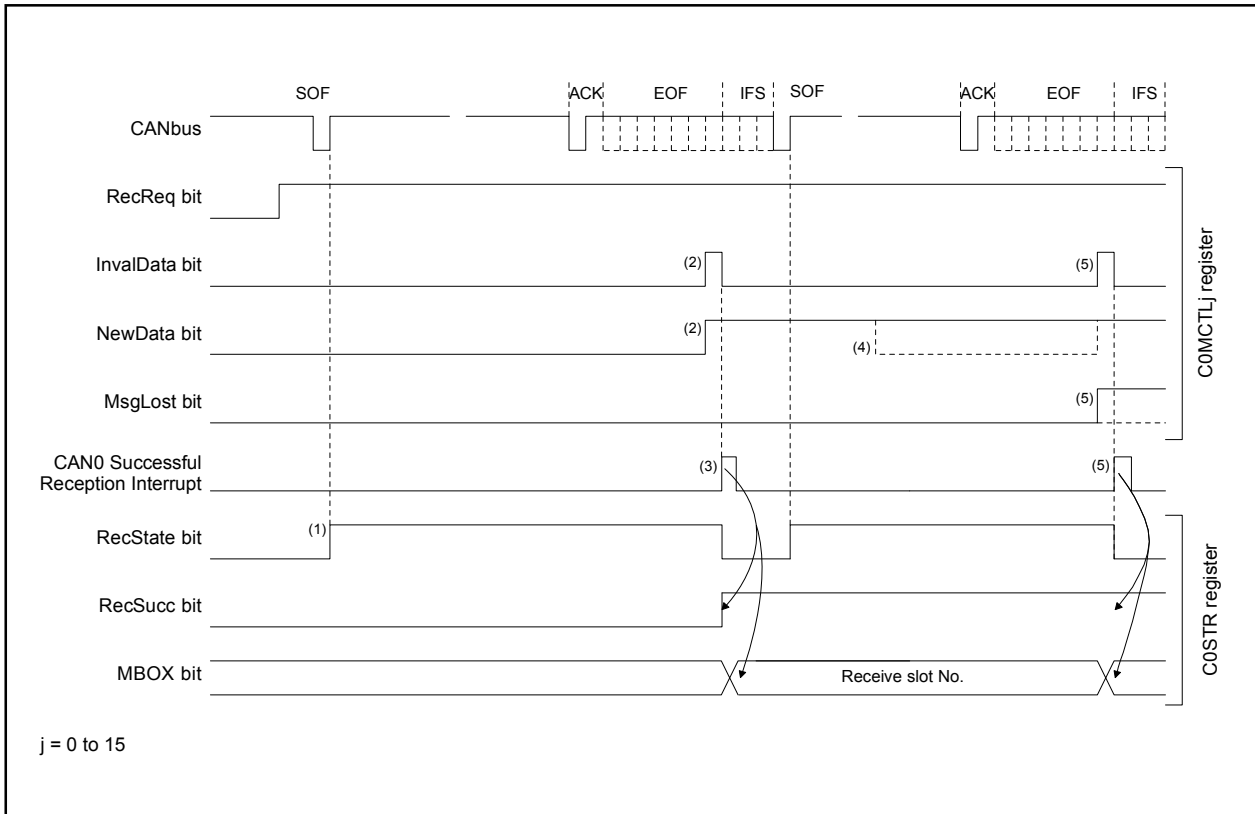 SOF ACK EOF IFS SOF ACK EOF IFS
CANbus
RecReq bit
InvalData bit (2) (5)
NewData bit (2) (4)
MsgLost bit (5)
C0MCTLj register
CAN0 Successful
Reception Interrupt (3) (5)
RecState bit (1)
RecSucc bit
MBOX bit Receive slot No.
C0STR register
j = 0 to 15